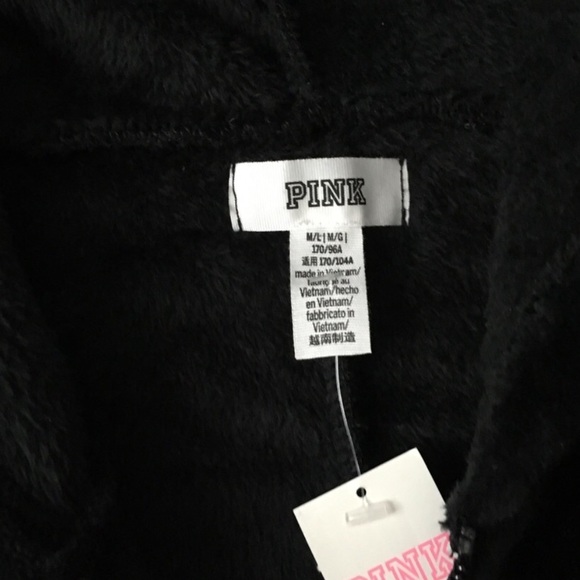 PINK
M/L | M/G |
170/96A
适用 170/104A
made in Vietnam/
Vietnam/hecho
en Vietnam/
fabbricato in
Vietnam/
越南制造
PINK